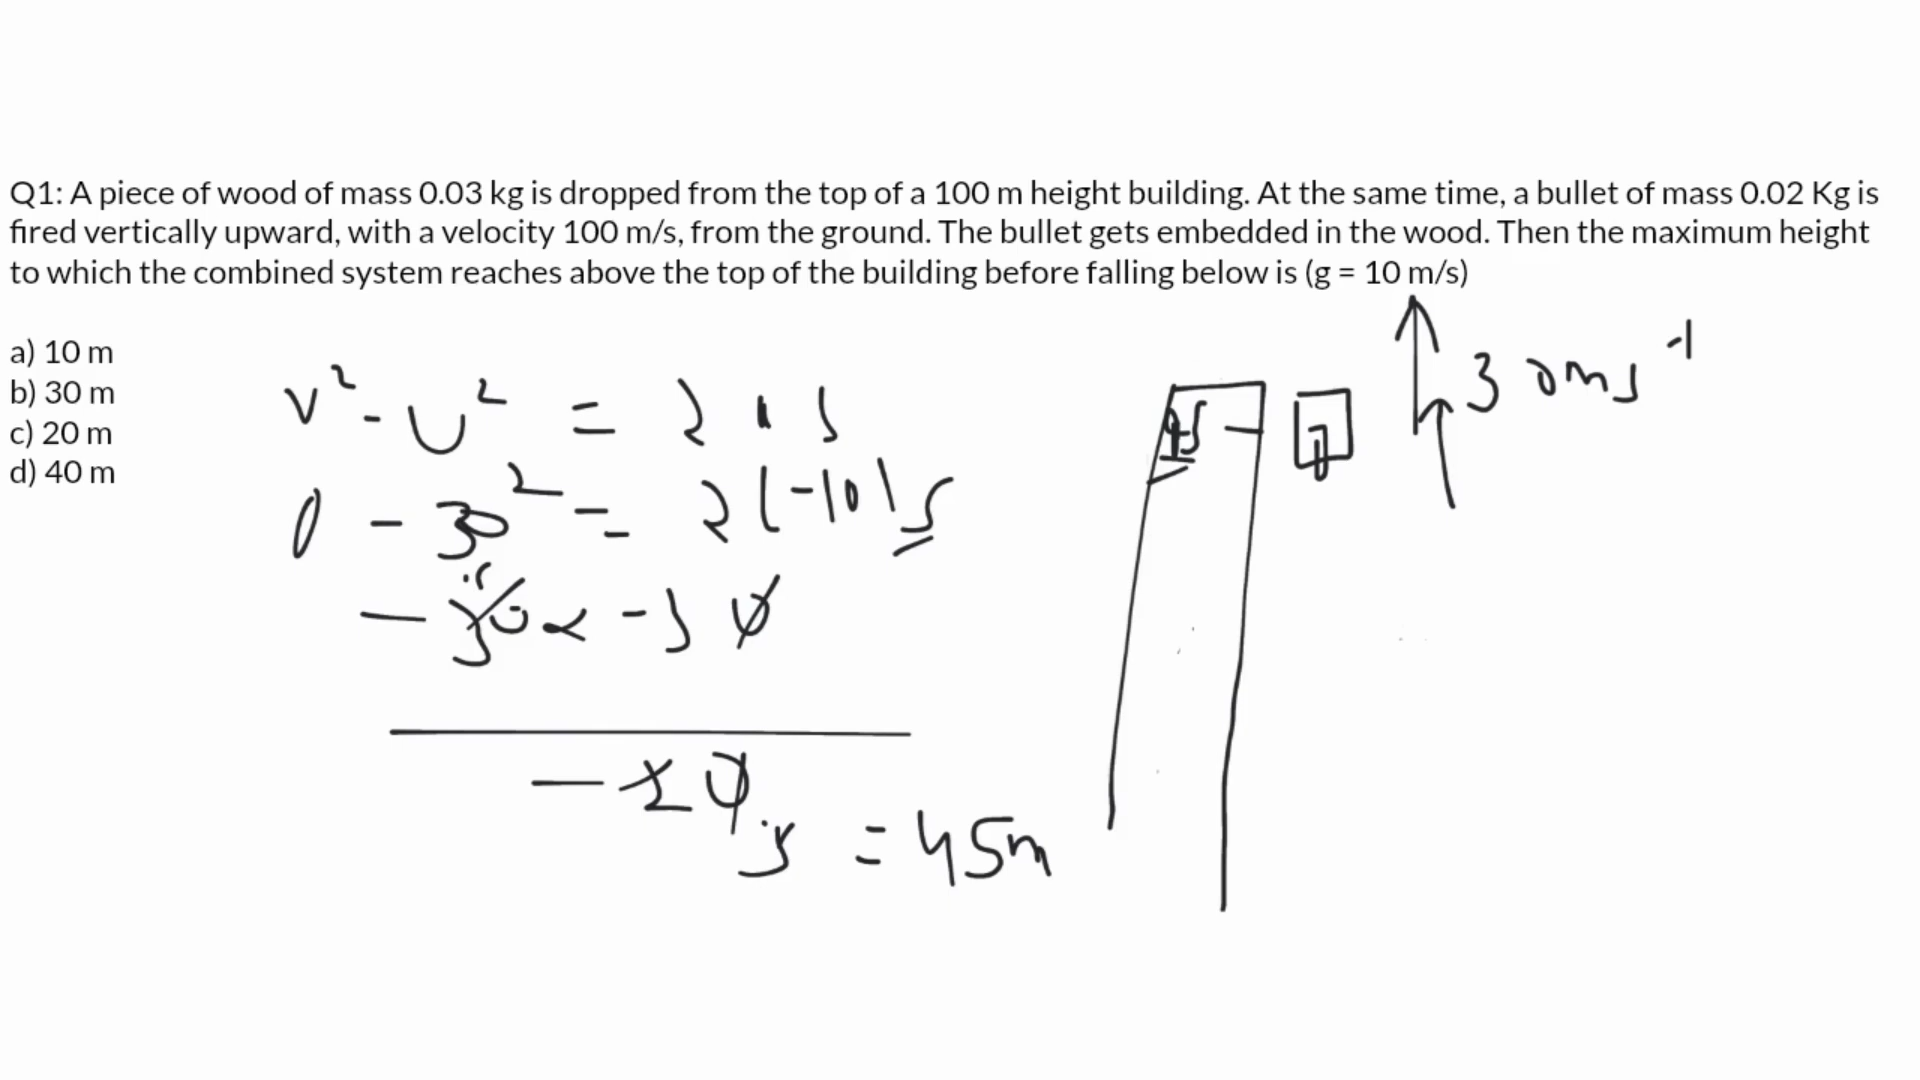 Q1: A piece of wood of mass 0.03 kg is dropped from the top of a 100 m height building. At the same time, a bullet of mass 0.02 Kg is
fired vertically upward, with a velocity 100 m/s, from the ground. The bullet gets embedded in the wood. Then the maximum height
to which the combined system reaches above the top of the building before falling below is (g = 10 m/s)
a) 10 m
b) 30 m
c) 20 m
d) 40 m
v² - u² =
0 - 30² = 2(-10)s
= 45m
30ms⁻¹